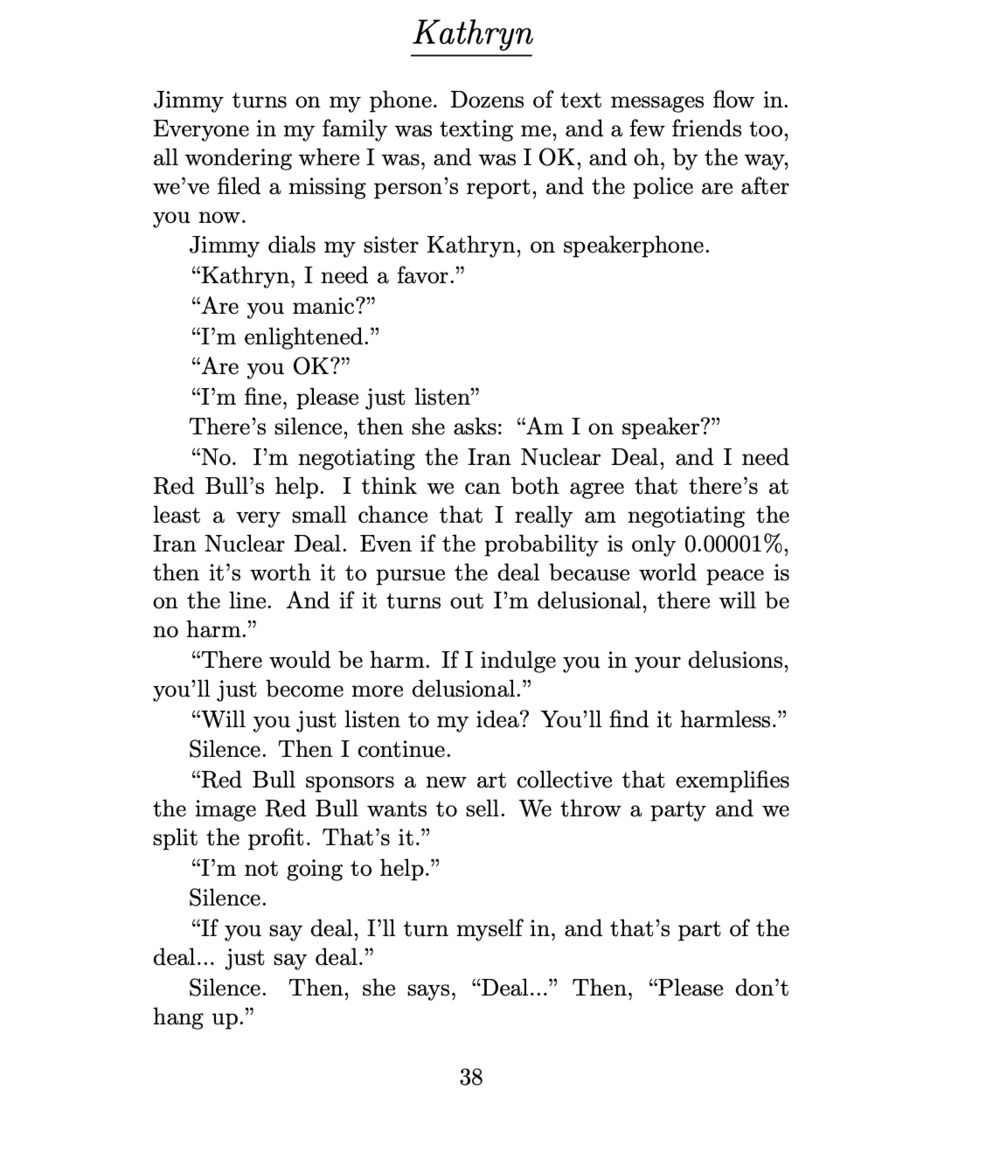 Kathryn
Jimmy turns on my phone. Dozens of text messages flow in.
Everyone in my family was texting me, and a few friends too,
all wondering where I was, and was I OK, and oh, by the way,
we’ve filed a missing person’s report, and the police are after
you now.
Jimmy dials my sister Kathryn, on speakerphone.
“Kathryn, I need a favor.”
“Are you manic?”
“I’m enlightened.”
“Are you OK?”
“I’m fine, please just listen”
There’s silence, then she asks: “Am I on speaker?”
“No. I’m negotiating the Iran Nuclear Deal, and I need
Red Bull’s help. I think we can both agree that there’s at
least a very small chance that I really am negotiating the
Iran Nuclear Deal. Even if the probability is only 0.00001%,
then it’s worth it to pursue the deal because world peace is
on the line. And if it turns out I’m delusional, there will be
no harm.”
“There would be harm. If I indulge you in your delusions,
you’ll just become more delusional.”
“Will you just listen to my idea? You’ll find it harmless.”
Silence. Then I continue.
“Red Bull sponsors a new art collective that exemplifies
the image Red Bull wants to sell. We throw a party and we
split the profit. That’s it.”
“I’m not going to help.”
Silence.
“If you say deal, I’ll turn myself in, and that’s part of the
deal... just say deal.”
Silence. Then, she says, “Deal...” Then, “Please don’t
hang up.”
38